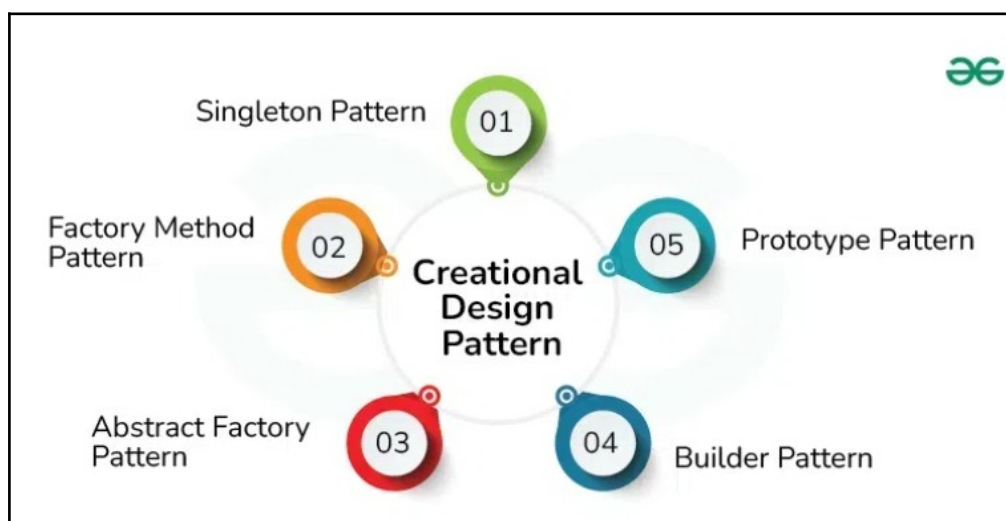 Singleton Pattern
01
Factory Method
Pattern
02
Creational
Design
Pattern
05
Prototype Pattern
Abstract Factory
Pattern
03
04
Builder Pattern